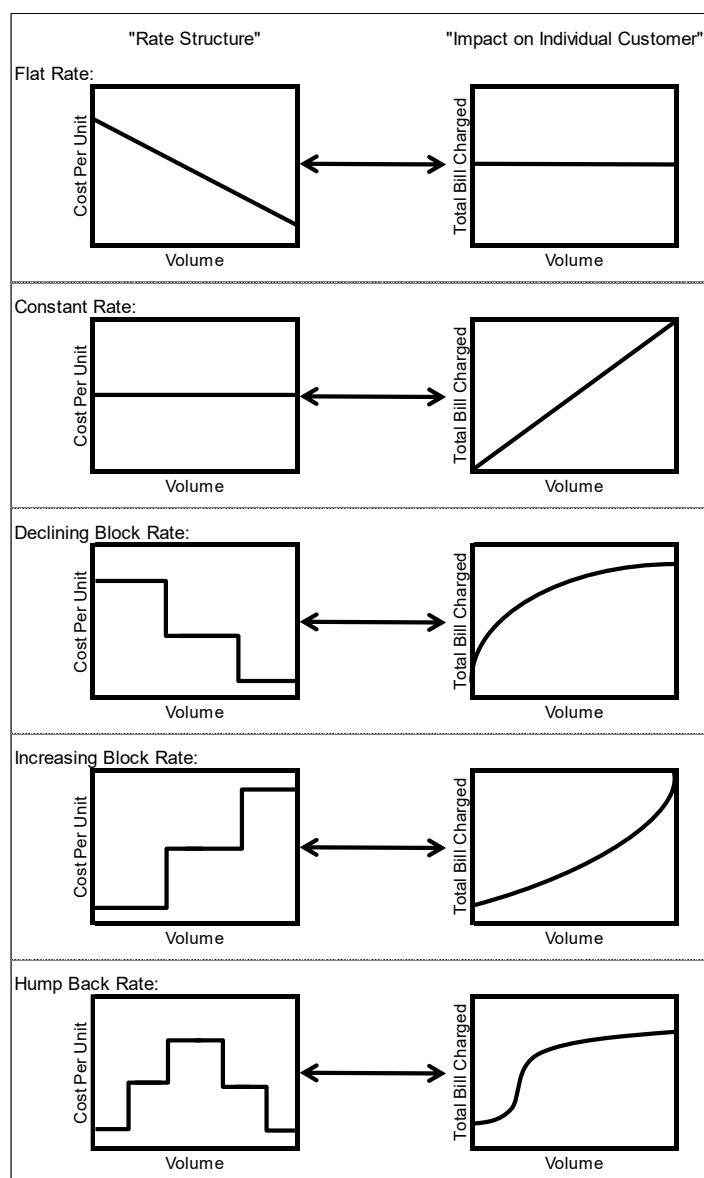 "Rate Structure" "Impact on Individual Customer"
Flat Rate:
Cost Per Unit
Volume
Total Bill Charged
Volume
Constant Rate:
Cost Per Unit
Volume
Total Bill Charged
Volume
Declining Block Rate:
Cost Per Unit
Volume
Total Bill Charged
Volume
Increasing Block Rate:
Cost Per Unit
Volume
Total Bill Charged
Volume
Hump Back Rate:
Cost Per Unit
Volume
Total Bill Charged
Volume